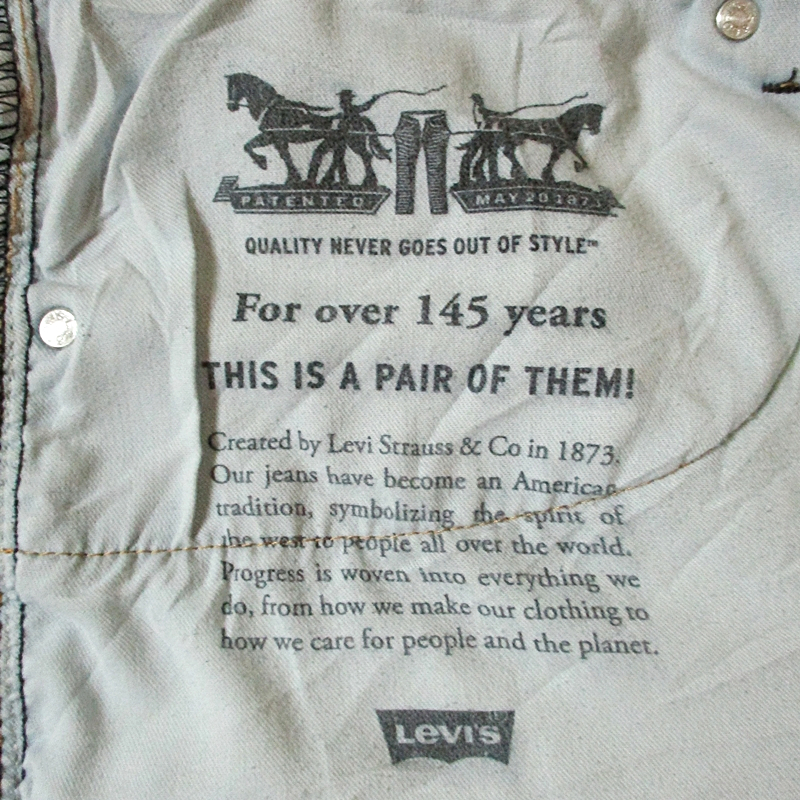 PATENTED MAY 20 1873
QUALITY NEVER GOES OUT OF STYLE™
For over 145 years
THIS IS A PAIR OF THEM!
Created by Levi Strauss & Co in 1873.
Our jeans have become an American
tradition, symbolizing the spirit of
the west to people all over the world.
Progress is woven into everything we
do, from how we make our clothing to
how we care for people and the planet.
LEVI'S